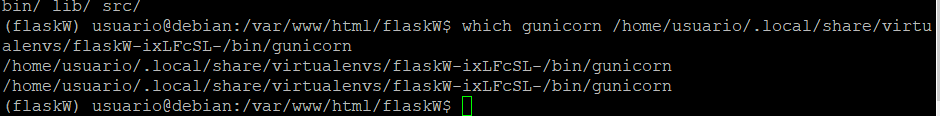 bin/ lib/ src/
(flaskW) usuario@debian:/var/www/html/flaskW$ which gunicorn /home/usuario/.local/share/virtu
alenvs/flaskW-ixLFcSL-/bin/gunicorn
/home/usuario/.local/share/virtualenvs/flaskW-ixLFcSL-/bin/gunicorn
/home/usuario/.local/share/virtualenvs/flaskW-ixLFcSL-/bin/gunicorn
(flaskW) usuario@debian:/var/www/html/flaskW$